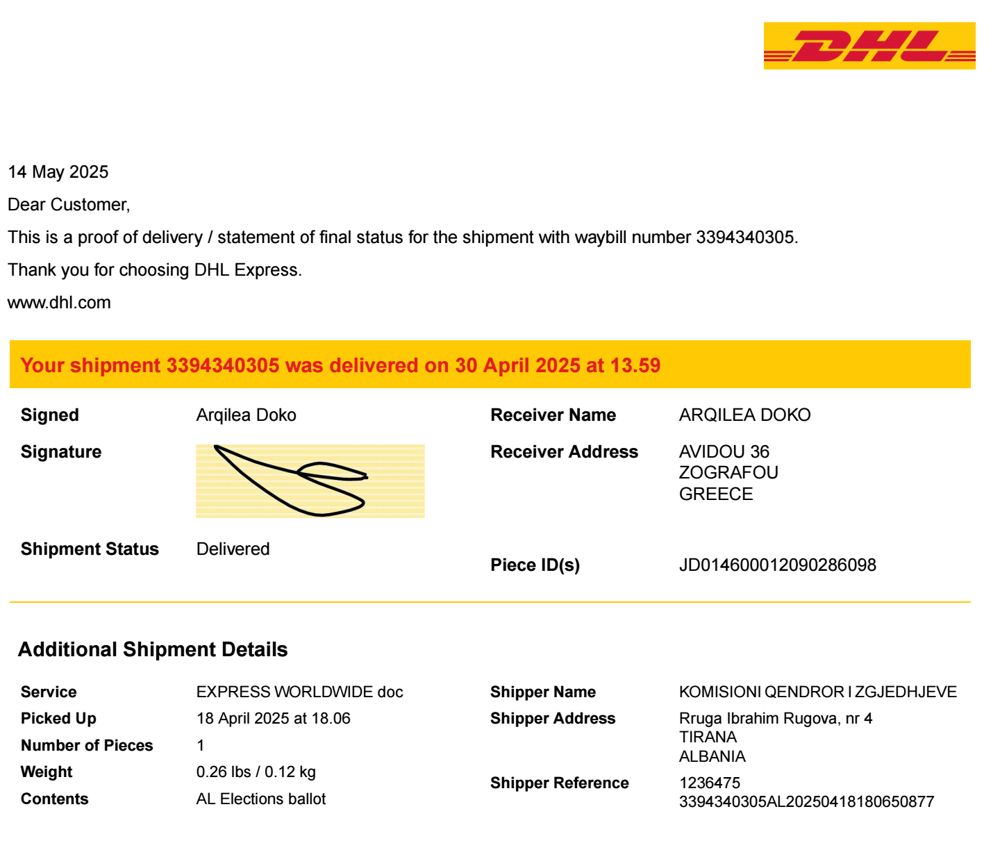 DHL
14 May 2025
Dear Customer,
This is a proof of delivery / statement of final status for the shipment with waybill number 3394340305.
Thank you for choosing DHL Express.
www.dhl.com
Your shipment 3394340305 was delivered on 30 April 2025 at 13.59
Signed Arqilea Doko
Receiver Name ARQILEA DOKO
Signature
Receiver Address AVIDOU 36
ZOGRAFOU
GREECE
Shipment Status Delivered
Piece ID(s) JD014600012090286098
Additional Shipment Details
Service EXPRESS WORLDWIDE doc
Shipper Name KOMISIONI QENDROR I ZGJEDHJEVE
Picked Up 18 April 2025 at 18.06
Shipper Address Rruga Ibrahim Rugova, nr 4
TIRANA
ALBANIA
Number of Pieces 1
Weight 0.26 lbs / 0.12 kg
Shipper Reference 1236475
3394340305AL20250418180650877
Contents AL Elections ballot